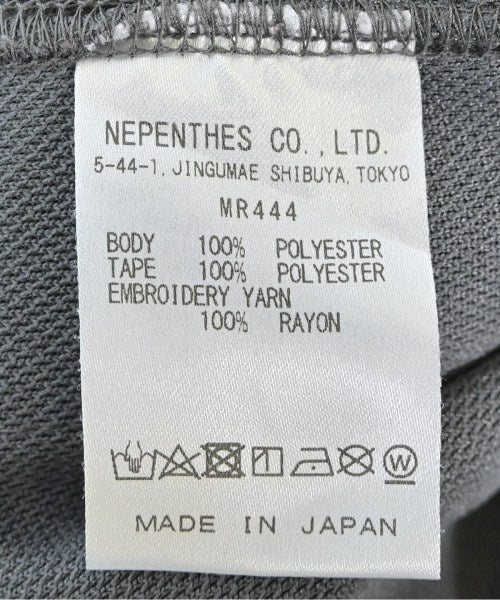 NEPENTHES CO., LTD.
5-44-1, JINGUMAE SHIBUYA, TOKYO
MR444
BODY 100% POLYESTER
TAPE 100% POLYESTER
EMBROIDERY YARN
100% RAYON
W
MADE IN JAPAN